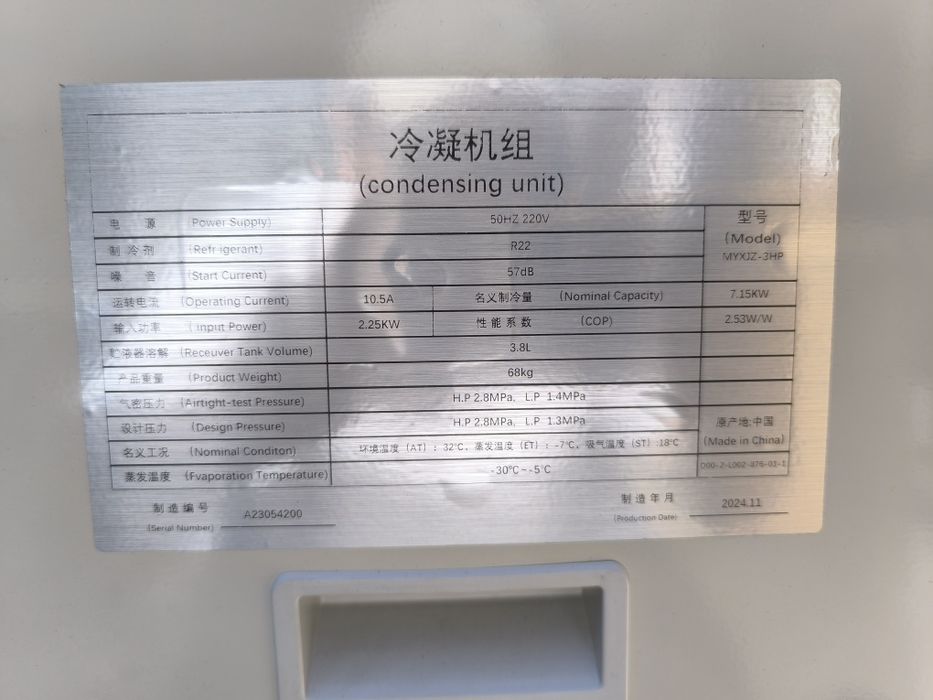 冷凝机组
(condensing unit)
电 源 (Power Supply) 50HZ 220V 型号
制 冷 剂 (Refrigerant) R22 (Model)
噪 音 (Start Current) 57dB MYXJZ-3HP
运转电流 (Operating Current) 10.5A 名义制冷量 (Nominal Capacity) 7.15KW
输入功率 (input Power) 2.25KW 性 能 系 数 (COP) 2.53W/W
贮液器溶解 (Receuver Tank Volume) 3.8L
产品重量 (Product Weight) 68kg
气密压力 (Airtight-test Pressure) H.P 2.8MPa, L.P 1.4MPa
设计压力 (Design Pressure) H.P 2.8MPa, L.P 1.3MPa 原产地:中国
名义工况 (Nominal Conditon) 环境温度（AT）: 32℃、蒸发温度（ET）: -7℃、吸气温度（ST）:18℃ (Made in China)
蒸发温度 (Fvaporation Temperature) -30℃~-5℃
制 造 编 号 A23054200 制 造 年 月 2024.11
(Serial Number) (Production Date)